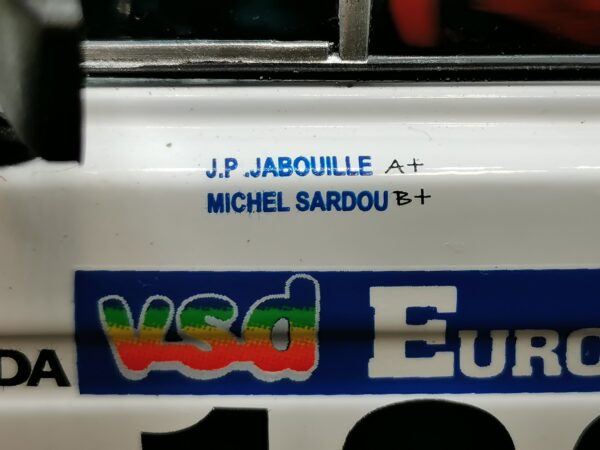 J.P.JABOUILLE A+
MICHEL SARDOU B+
DA vsd EURO